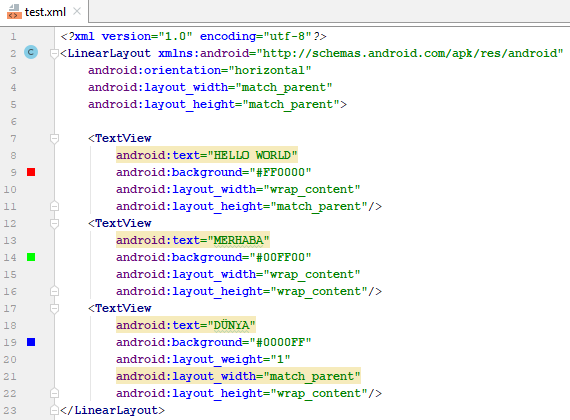 test.xml
1 <?xml version="1.0" encoding="utf-8"?>
2 C <LinearLayout xmlns:android="http://schemas.android.com/apk/res/android"
3 android:orientation="horizontal"
4 android:layout_width="match_parent"
5 android:layout_height="match_parent">
6
7 <TextView
8 android:text="HELLO WORLD"
9 android:background="#FF0000"
10 android:layout_width="wrap_content"
11 android:layout_height="match_parent"/>
12 <TextView
13 android:text="MERHABA"
14 android:background="#00FF00"
15 android:layout_width="wrap_content"
16 android:layout_height="wrap_content"/>
17 <TextView
18 android:text="DÜNYA"
19 android:background="#0000FF"
20 android:layout_weight="1"
21 android:layout_width="match_parent"
22 android:layout_height="wrap_content"/>
23 </LinearLayout>